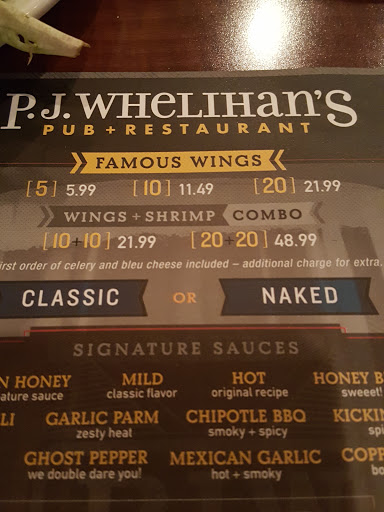 P.J. WHELIHAN'S
PUB + RESTAURANT
FAMOUS WINGS
[5] 5.99 [10] 11.49 [20] 21.99
WINGS + SHRIMP COMBO
[10+10] 21.99 [20+20] 48.99
first order of celery and bleu cheese included – additional charge for extra.
CLASSIC OR NAKED
SIGNATURE SAUCES
N HONEY MILD HOT HONEY B
ature sauce classic flavor original recipe sweeet!
LI GARLIC PARM CHIPOTLE BBQ KICKI
zesty heat smoky + spicy spi
GHOST PEPPER MEXICAN GARLIC COPP
we double dare you! hot + smoky bo